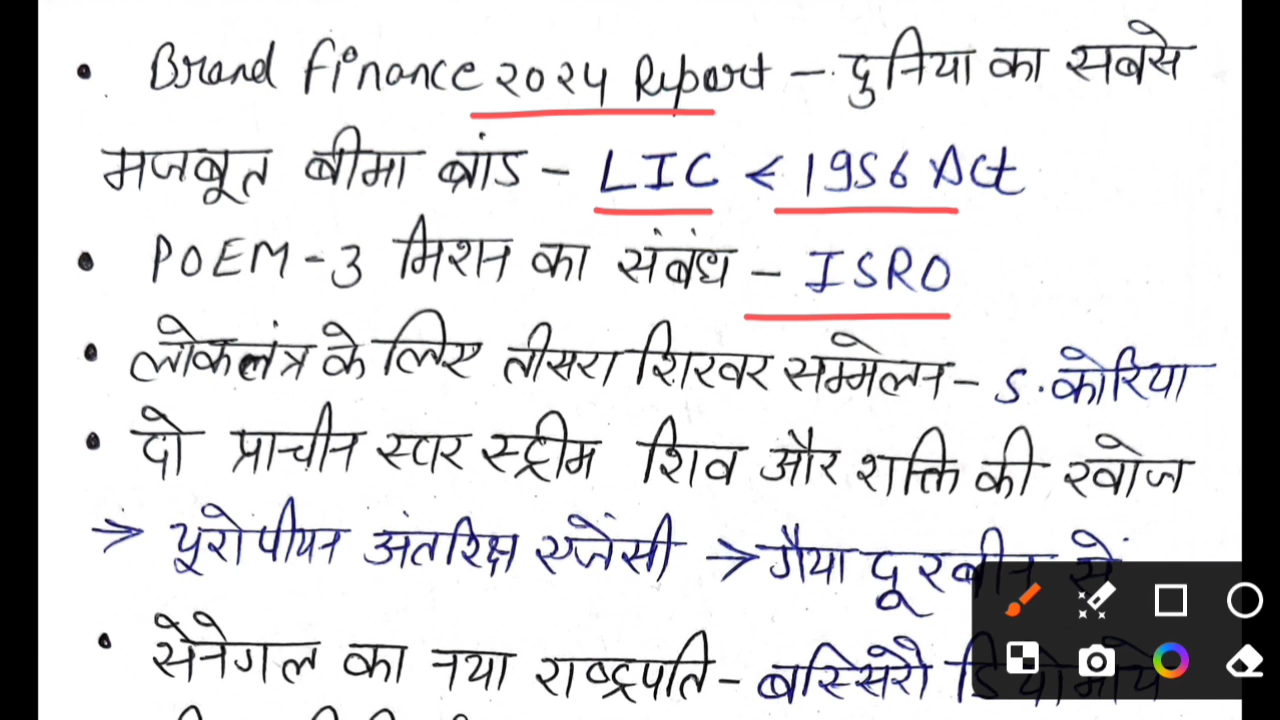 • Brand Finance 2024 Report – दुनिया का सबसे
मजबूत बीमा ब्रांड – LIC < 1956 Act
• POEM-3 मिशन का संबंध – ISRO
• लोकतंत्र के लिए तीसरा शिखर सम्मेलन – S. कोरिया
• दो प्राचीन स्टार स्ट्रीम शिव और शक्ति की खोज
→ यूरोपीयन अंतरिक्ष एजेंसी → गैया दूरबीन से
• सेनेगल का नया राष्ट्रपति – बस्सिरौ